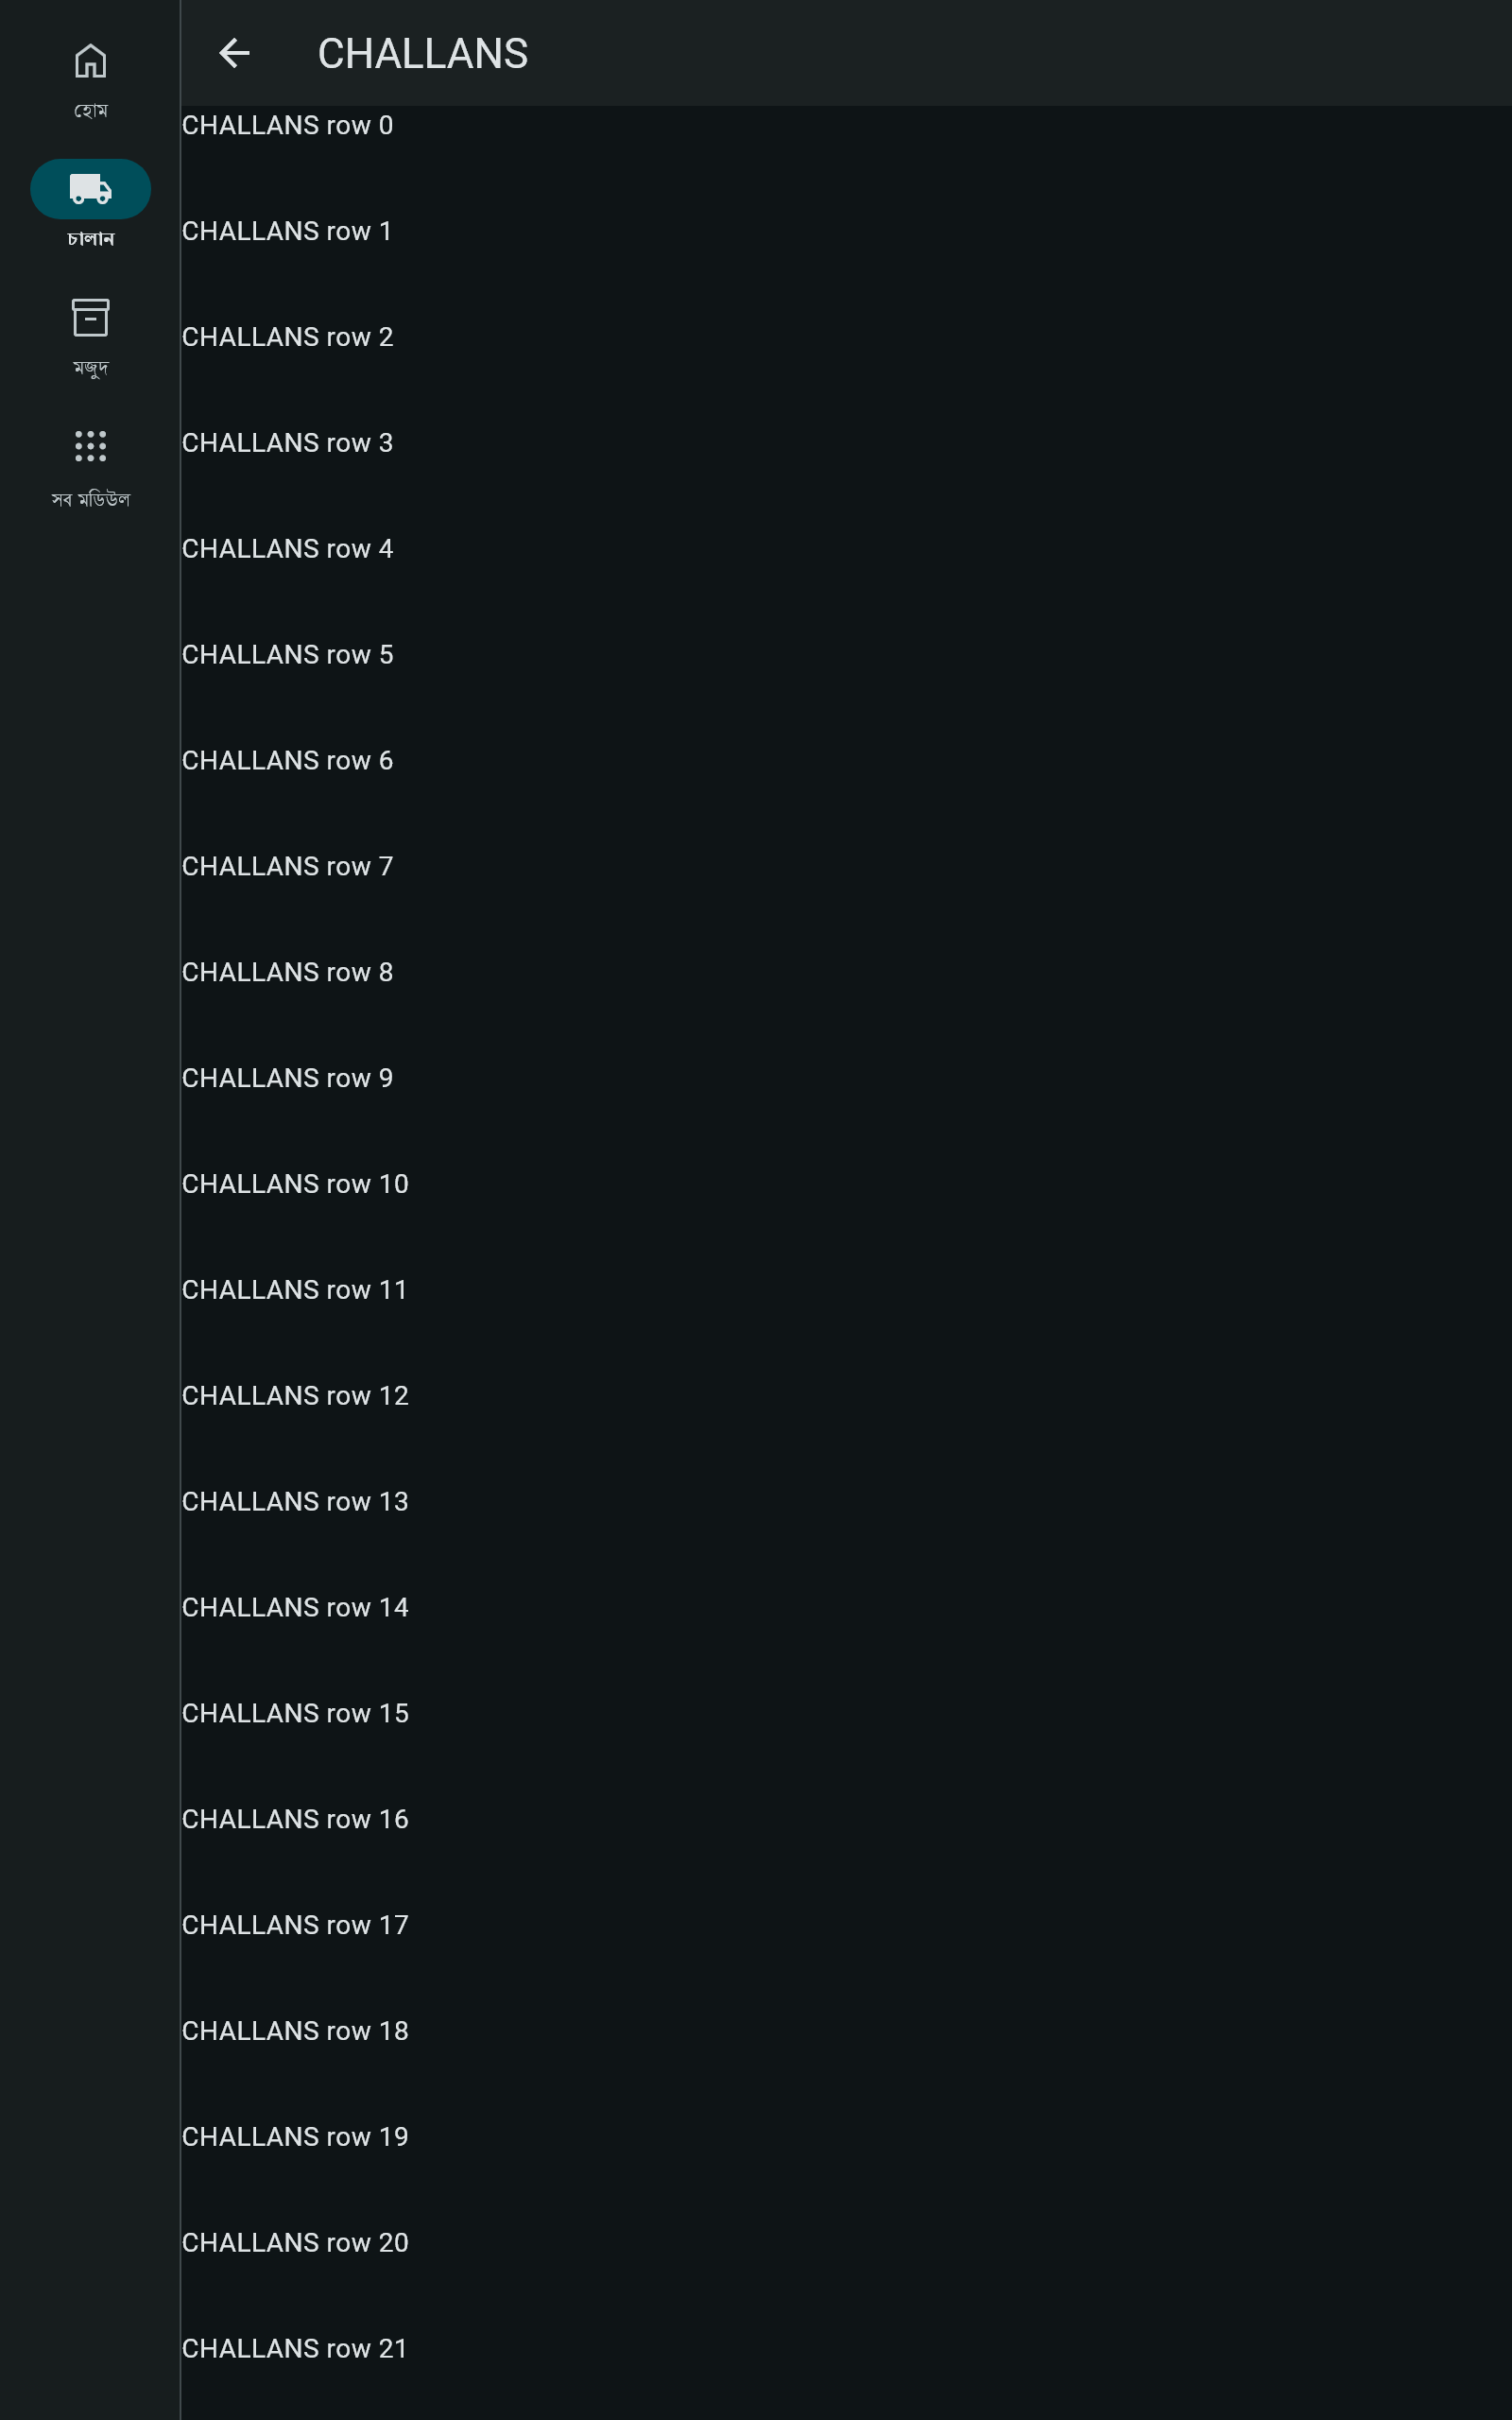 হোম
চালান
মজুদ
সব মডিউল
CHALLANS
CHALLANS row 0
CHALLANS row 1
CHALLANS row 2
CHALLANS row 3
CHALLANS row 4
CHALLANS row 5
CHALLANS row 6
CHALLANS row 7
CHALLANS row 8
CHALLANS row 9
CHALLANS row 10
CHALLANS row 11
CHALLANS row 12
CHALLANS row 13
CHALLANS row 14
CHALLANS row 15
CHALLANS row 16
CHALLANS row 17
CHALLANS row 18
CHALLANS row 19
CHALLANS row 20
CHALLANS row 21